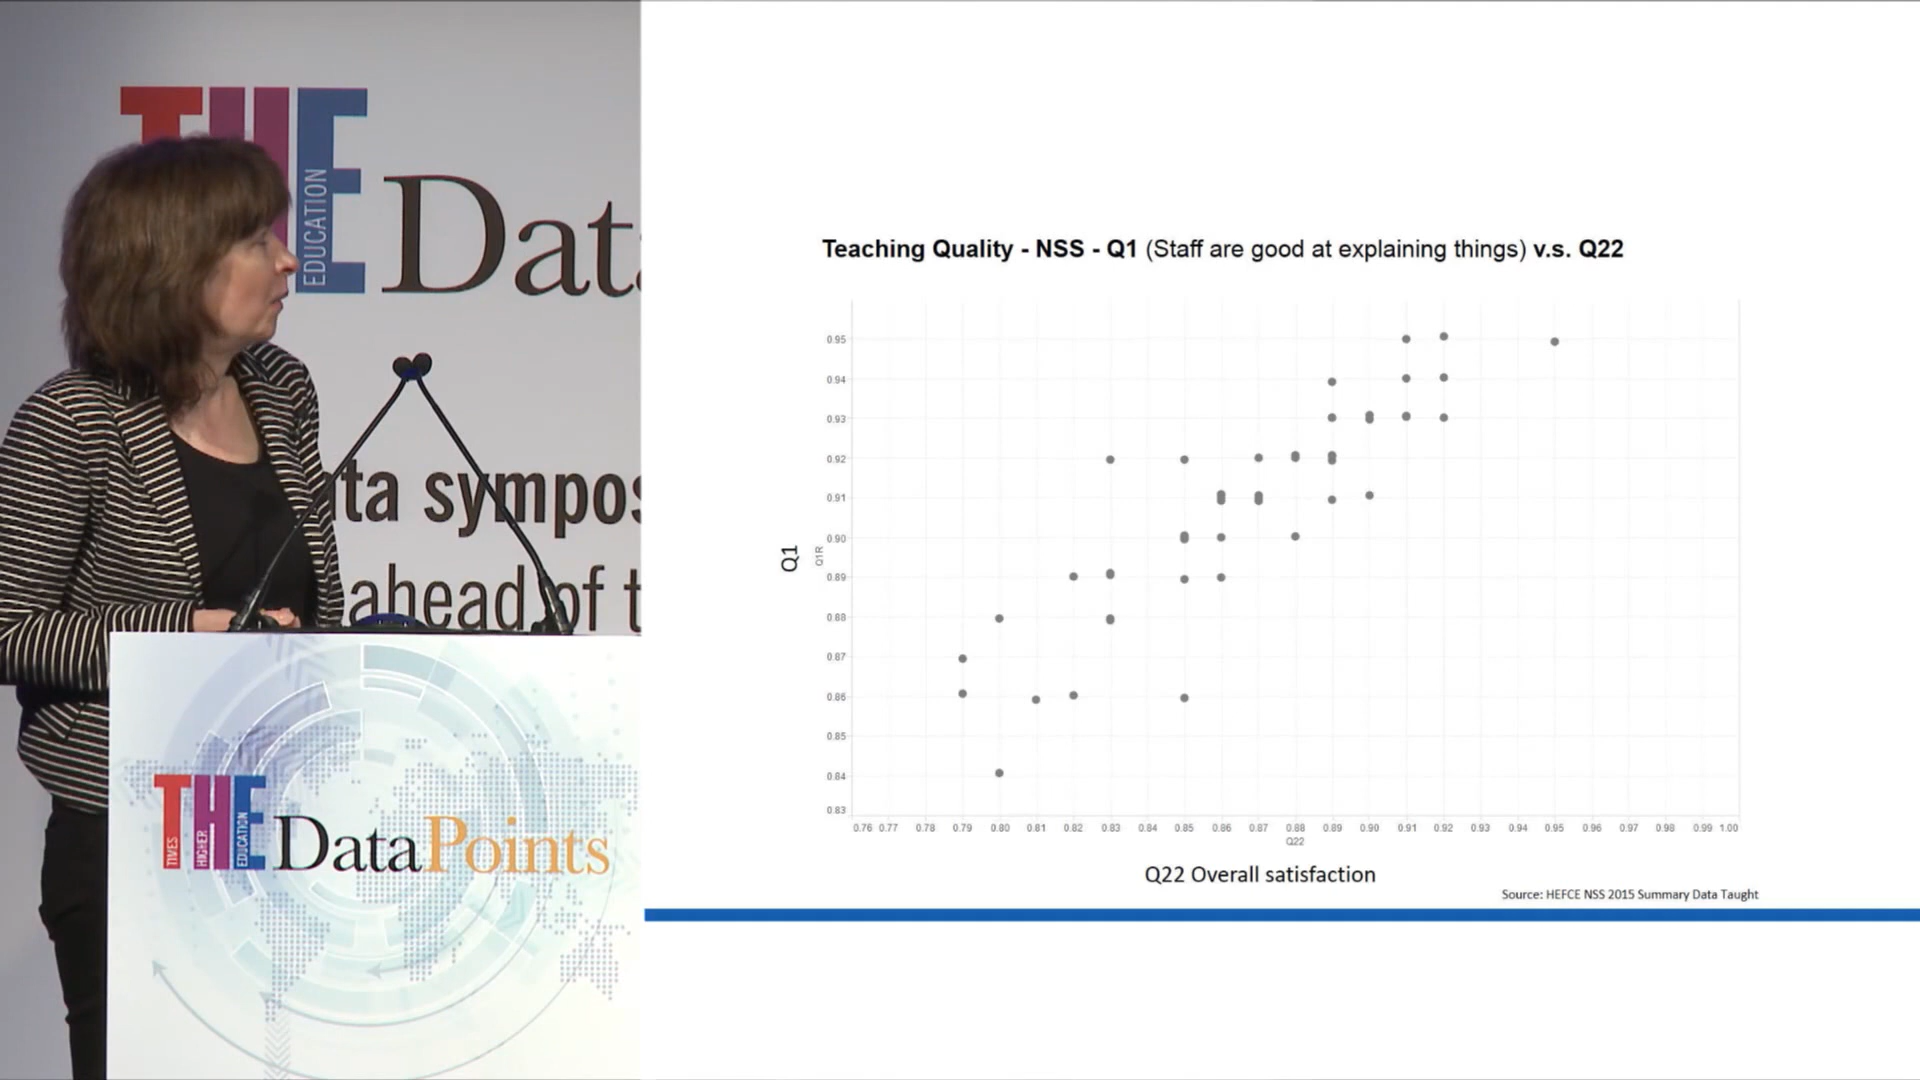 THE
EDUCATION
Dat
ta sympos
ahead of t
TIMES
HIGHER
EDUCATION
THE DataPoints
Teaching Quality - NSS - Q1 (Staff are good at explaining things) v.s. Q22
0.95
0.94
0.93
0.92
0.91
0.90
0.89
0.88
0.87
0.86
0.85
0.84
0.83
Q1
Q1R
0.76 0.77 0.78 0.79 0.80 0.81 0.82 0.83 0.84 0.85 0.86 0.87 0.88 0.89 0.90 0.91 0.92 0.93 0.94 0.95 0.96 0.97 0.98 0.99 1.00
Q22
Q22 Overall satisfaction
Source: HEFCE NSS 2015 Summary Data Taught